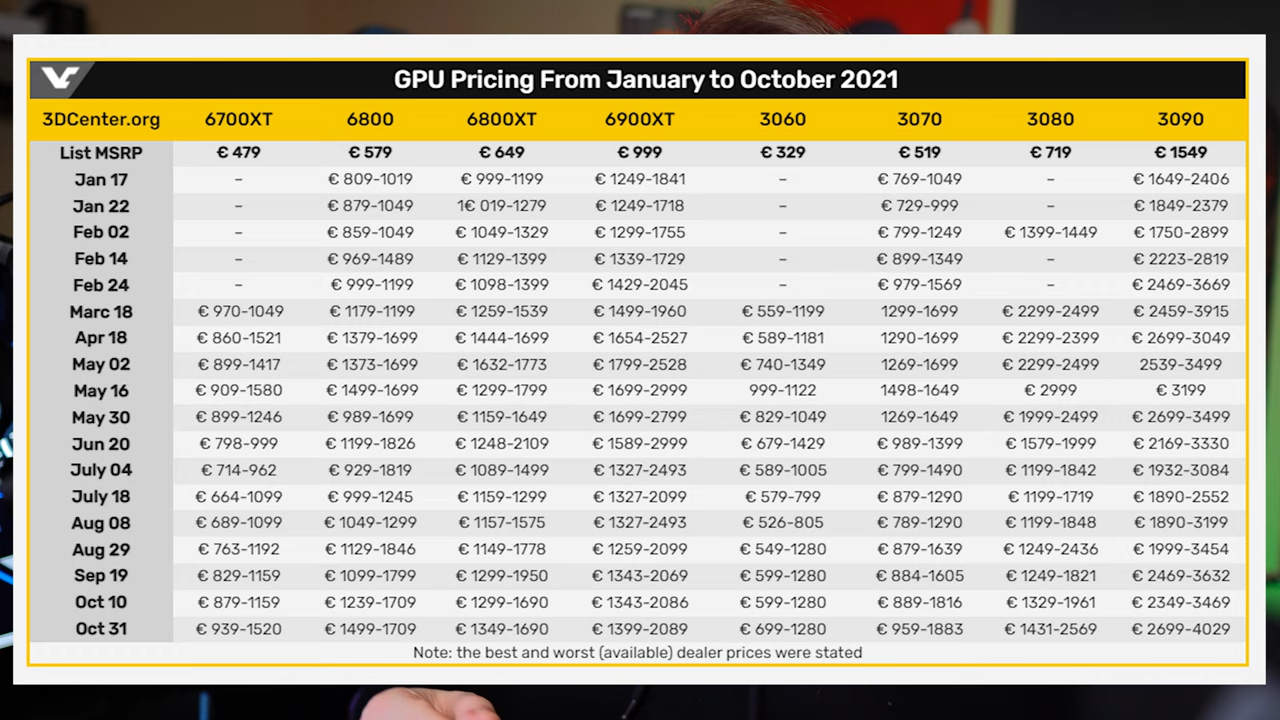 GPU Pricing From January to October 2021
3DCenter.org 6700XT 6800 6800XT 6900XT 3060 3070 3080 3090
List MSRP € 479 € 579 € 649 € 999 € 329 € 519 € 719 € 1549
Jan 17 – € 809-1019 € 999-1199 € 1249-1841 – € 769-1049 – € 1649-2406
Jan 22 – € 879-1049 1€ 019-1279 € 1249-1718 – € 729-999 – € 1849-2379
Feb 02 – € 859-1049 € 1049-1329 € 1299-1755 – € 799-1249 € 1399-1449 € 1750-2899
Feb 14 – € 969-1489 € 1129-1399 € 1339-1729 – € 899-1349 – € 2223-2819
Feb 24 – € 999-1199 € 1098-1399 € 1429-2045 – € 979-1569 – € 2469-3669
Marc 18 € 970-1049 € 1179-1199 € 1259-1539 € 1499-1960 € 559-1199 1299-1699 € 2299-2499 € 2459-3915
Apr 18 € 860-1521 € 1379-1699 € 1444-1699 € 1654-2527 € 589-1181 1290-1699 € 2299-2399 € 2699-3049
May 02 € 899-1417 € 1373-1699 € 1632-1773 € 1799-2528 € 740-1349 1269-1699 € 2299-2499 2539-3499
May 16 € 909-1580 € 1499-1699 € 1299-1799 € 1699-2999 999-1122 1498-1649 € 2999 € 3199
May 30 € 899-1246 € 989-1699 € 1159-1649 € 1699-2799 € 829-1049 1269-1649 € 1999-2499 € 2699-3499
Jun 20 € 798-999 € 1199-1826 € 1248-2109 € 1589-2999 € 679-1429 € 989-1399 € 1579-1999 € 2169-3330
July 04 € 714-962 € 929-1819 € 1089-1499 € 1327-2493 € 589-1005 € 799-1490 € 1199-1842 € 1932-3084
July 18 € 664-1099 € 999-1245 € 1159-1299 € 1327-2099 € 579-799 € 879-1290 € 1199-1719 € 1890-2552
Aug 08 € 689-1099 € 1049-1299 € 1157-1575 € 1327-2493 € 526-805 € 789-1290 € 1199-1848 € 1890-3199
Aug 29 € 763-1192 € 1129-1846 € 1149-1778 € 1259-2099 € 549-1280 € 879-1639 € 1249-2436 € 1999-3454
Sep 19 € 829-1159 € 1099-1799 € 1299-1950 € 1343-2069 € 599-1280 € 884-1605 € 1249-1821 € 2469-3632
Oct 10 € 879-1159 € 1239-1709 € 1299-1690 € 1343-2086 € 599-1280 € 889-1816 € 1329-1961 € 2349-3469
Oct 31 € 939-1520 € 1499-1709 € 1349-1690 € 1399-2089 € 699-1280 € 959-1883 € 1431-2569 € 2699-4029
Note: the best and worst (available) dealer prices were stated